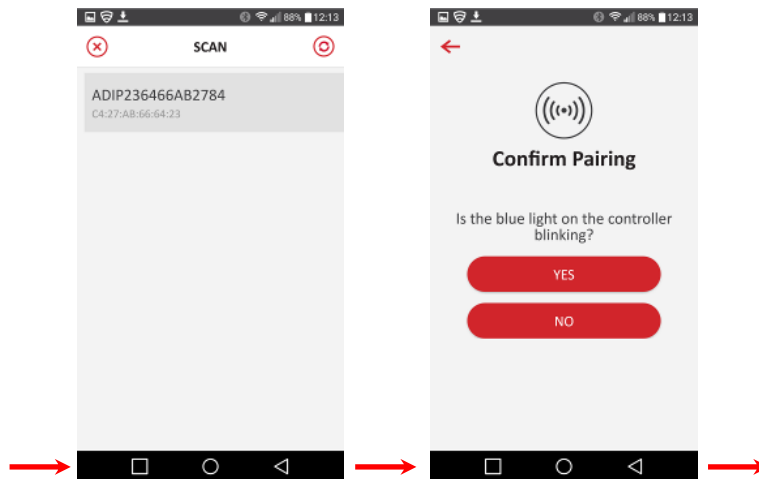 88% 12:13
SCAN
ADIP236466AB2784
C4:27:AB:66:64:23
88% 12:13
Confirm Pairing
Is the blue light on the controller
blinking?
YES
NO